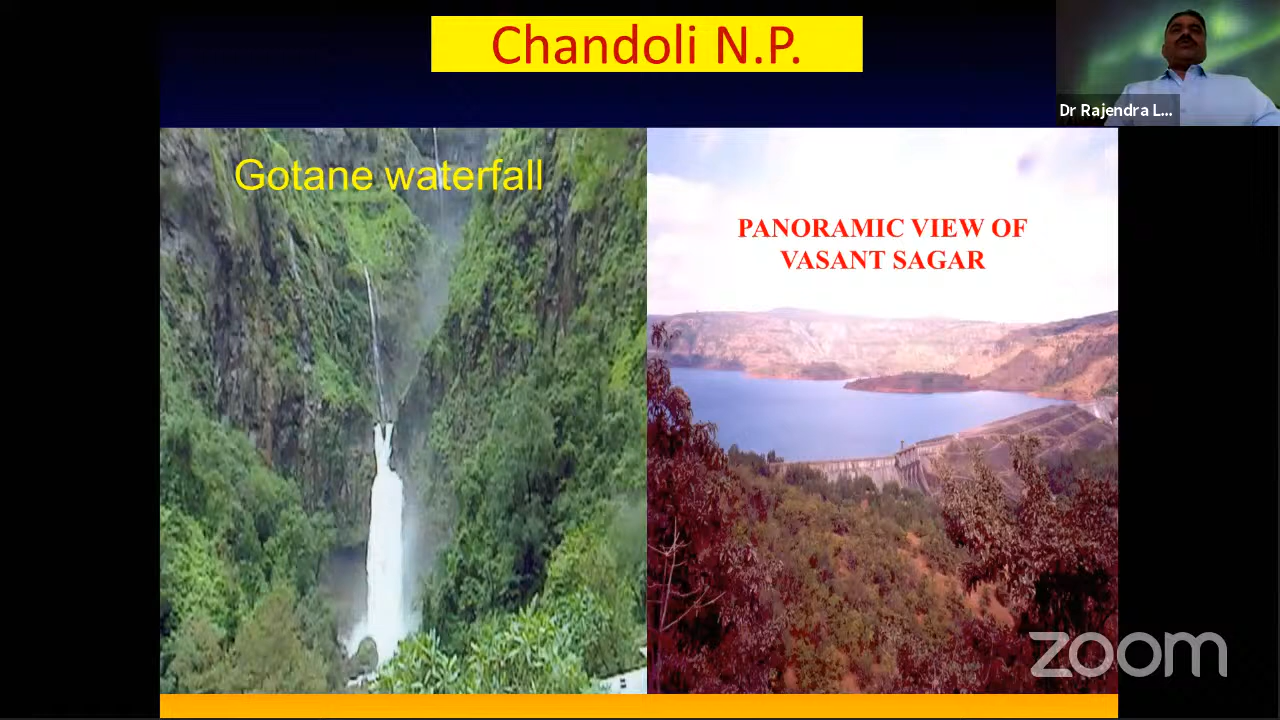 Chandoli N.P.
Dr Rajendra L...
Gotane waterfall
PANORAMIC VIEW OF
VASANT SAGAR
zoom